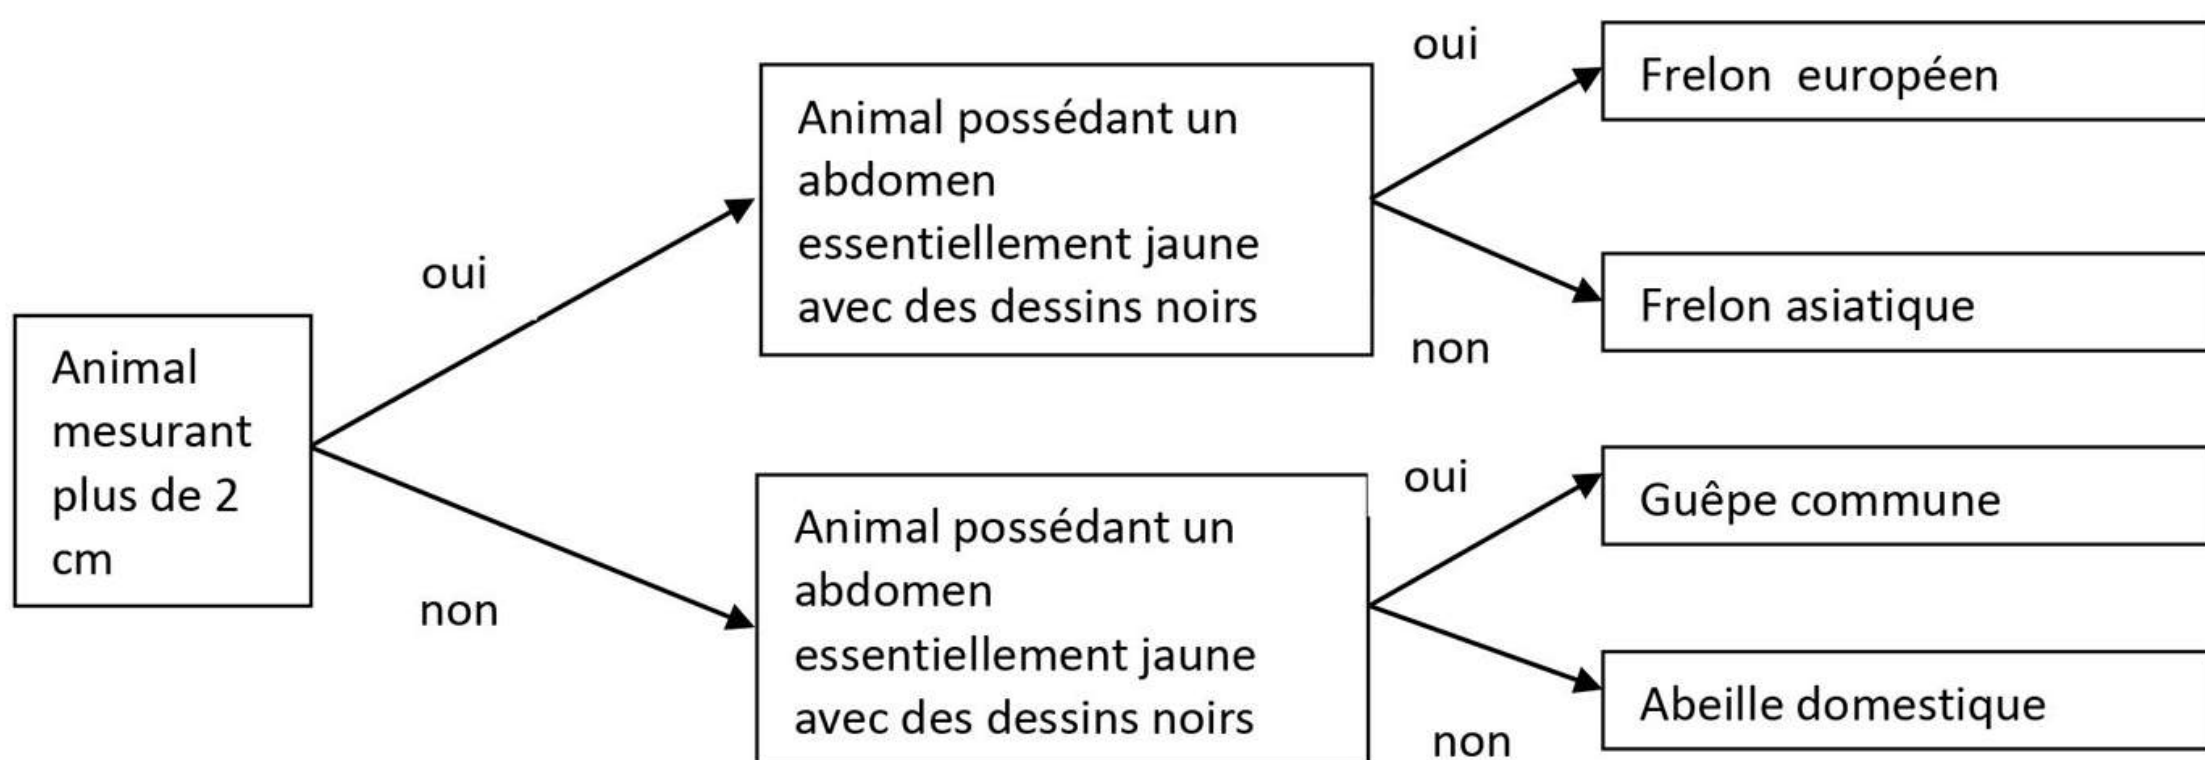 oui
Frelon  européen
Animal possédant un
abdomen
essentiellement jaune
avec des dessins noirs
oui
Frelon asiatique
non
Animal
mesurant
plus de 2
cm
oui
Guêpe commune
Animal possédant un
abdomen
essentiellement jaune
avec des dessins noirs
non
Abeille domestique
non